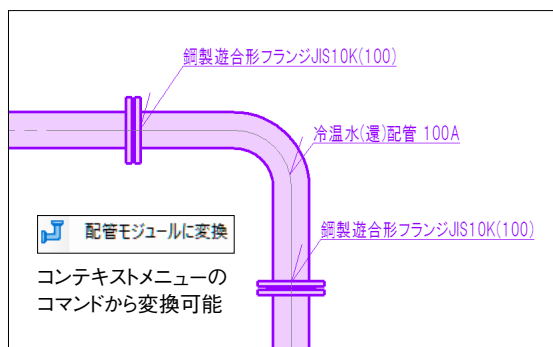 鋼製遊合形フランジJIS10K(100)
冷温水(還)配管 100A
配管モジュールに変換
鋼製遊合形フランジJIS10K(100)
コンテキストメニューの
コマンドから変換可能